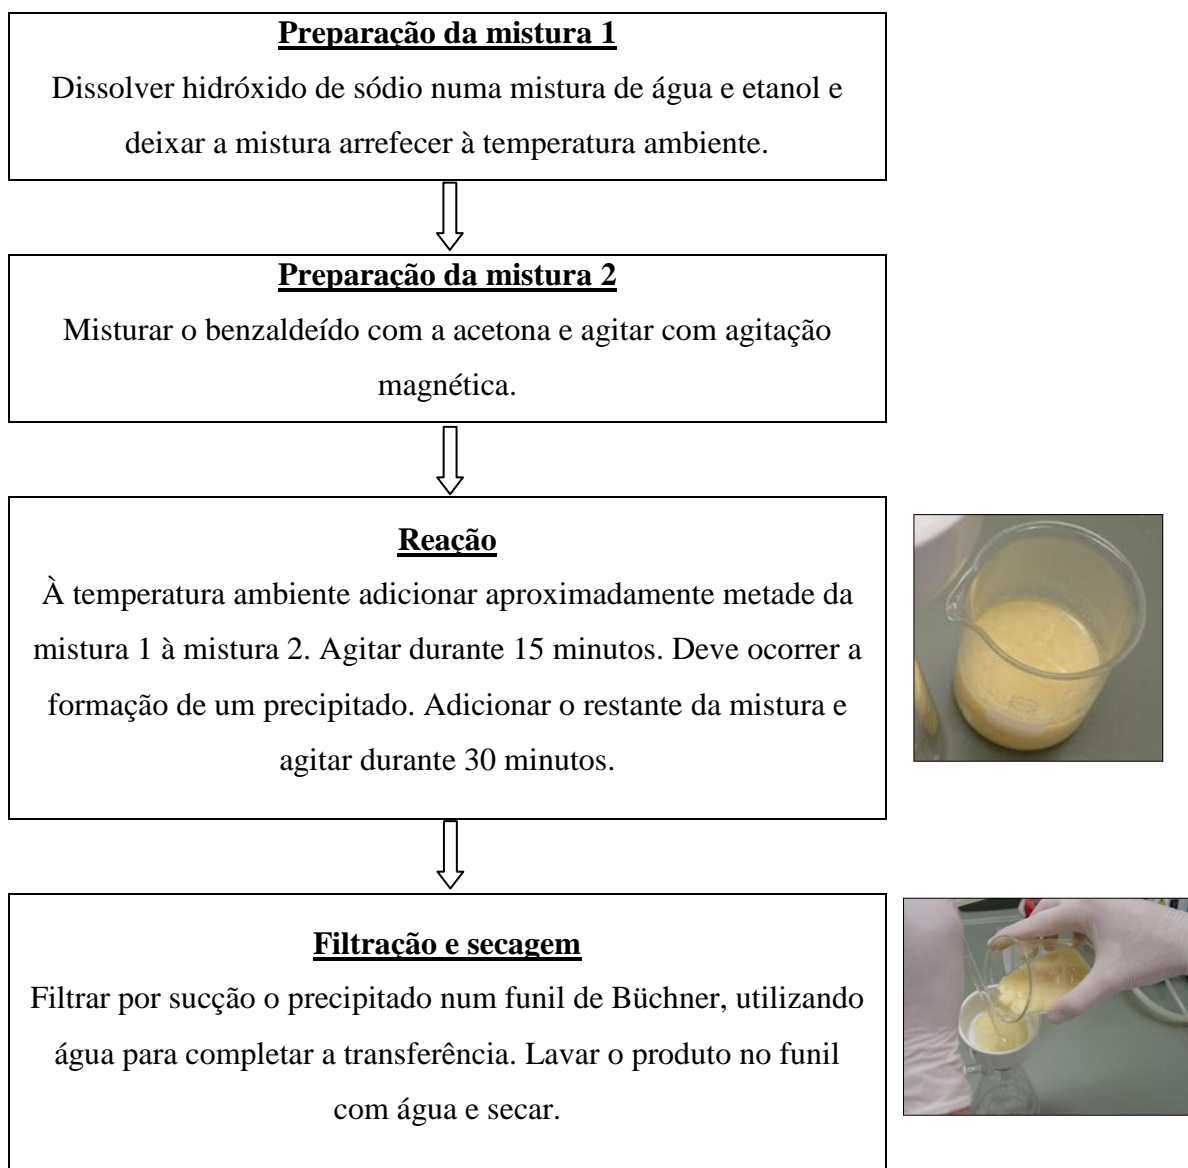 Preparação da mistura 1
Dissolver hidróxido de sódio numa mistura de água e etanol e
deixar a mistura arrefecer à temperatura ambiente.
Preparação da mistura 2
Misturar o benzaldeído com a acetona e agitar com agitação
magnética.
Reação
À temperatura ambiente adicionar aproximadamente metade da
mistura 1 à mistura 2. Agitar durante 15 minutos. Deve ocorrer a
formação de um precipitado. Adicionar o restante da mistura e
agitar durante 30 minutos.
Filtração e secagem
Filtrar por sucção o precipitado num funil de Büchner, utilizando
água para completar a transferência. Lavar o produto no funil
com água e secar.